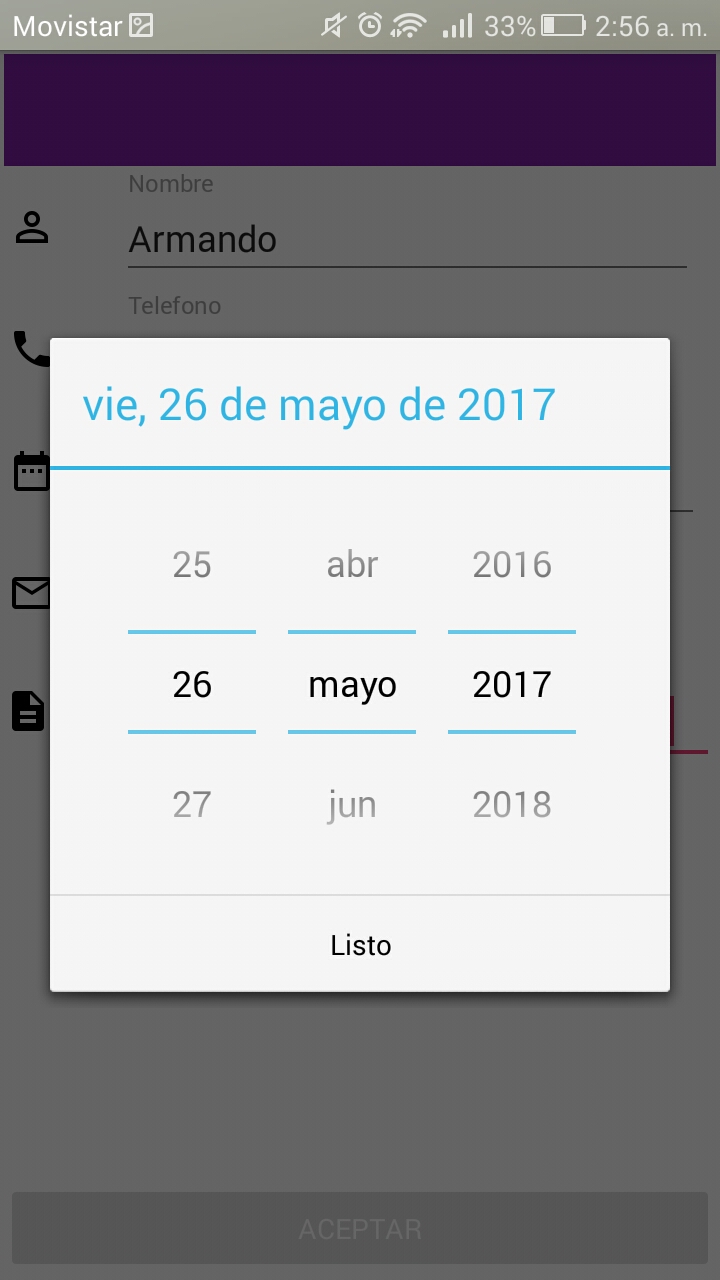 Movistar 33% 2:56 a. m.
Nombre
Armando
Telefono
vie, 26 de mayo de 2017
25 abr 2016
26 mayo 2017
27 jun 2018
Listo
ACEPTAR